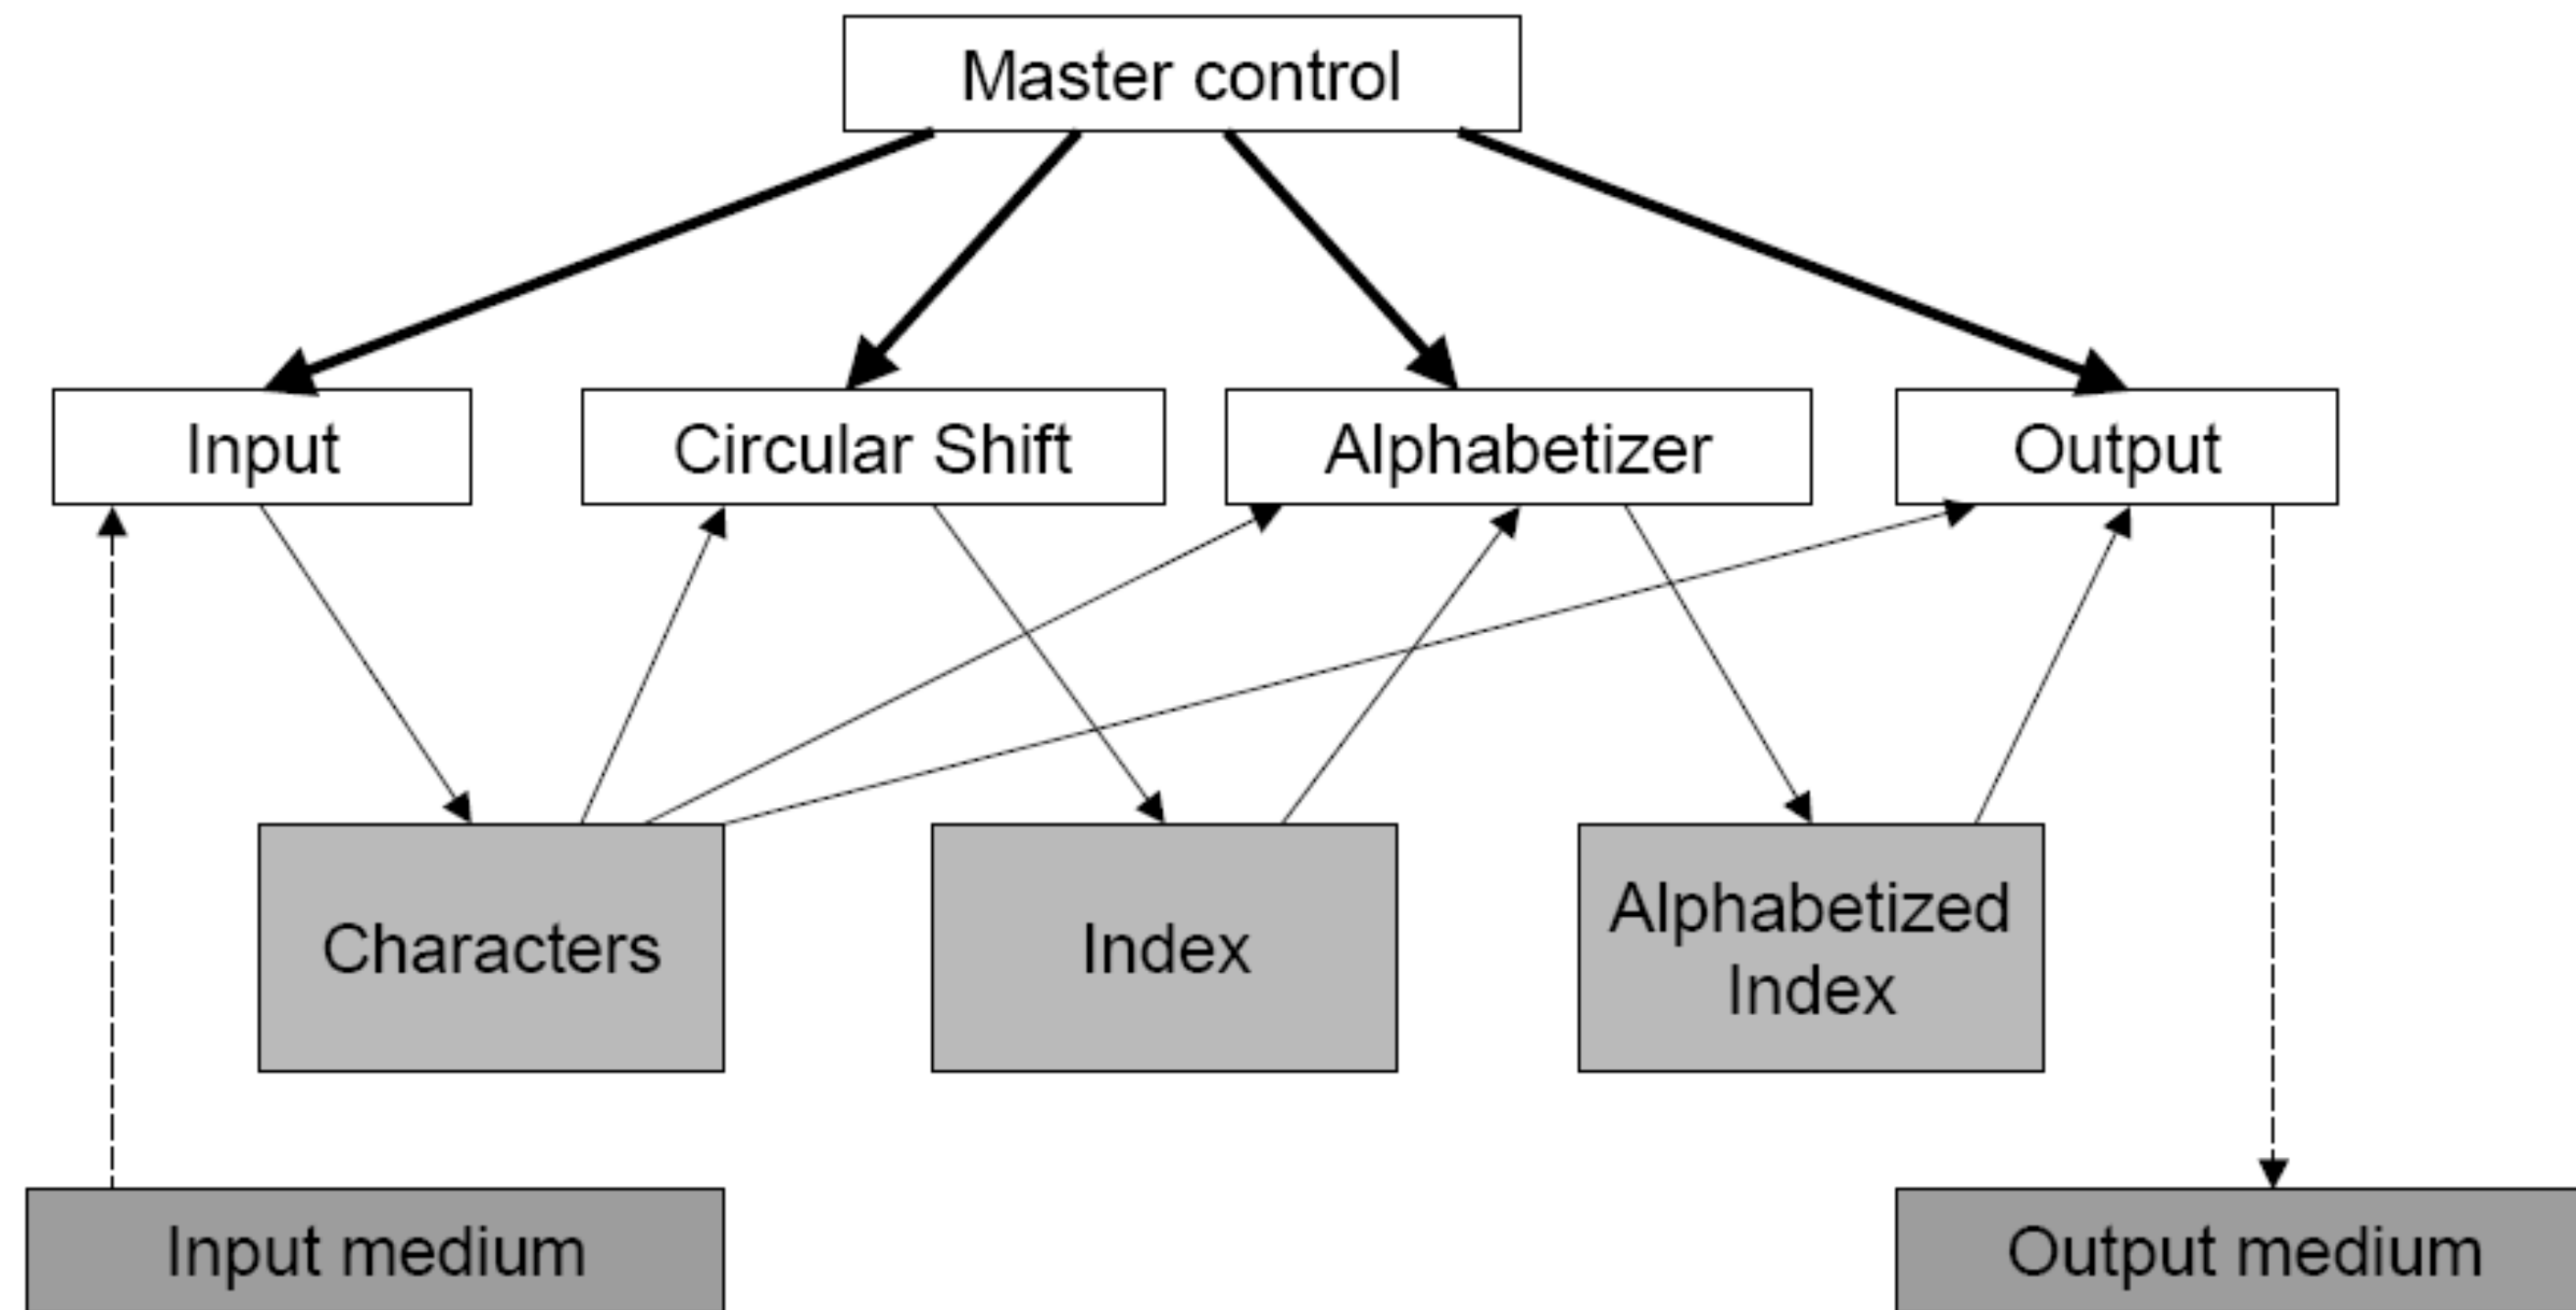 Master control
Input
Circular Shift
Alphabetizer
Output
Characters
Index
Alphabetized
Index
Input medium
Output medium